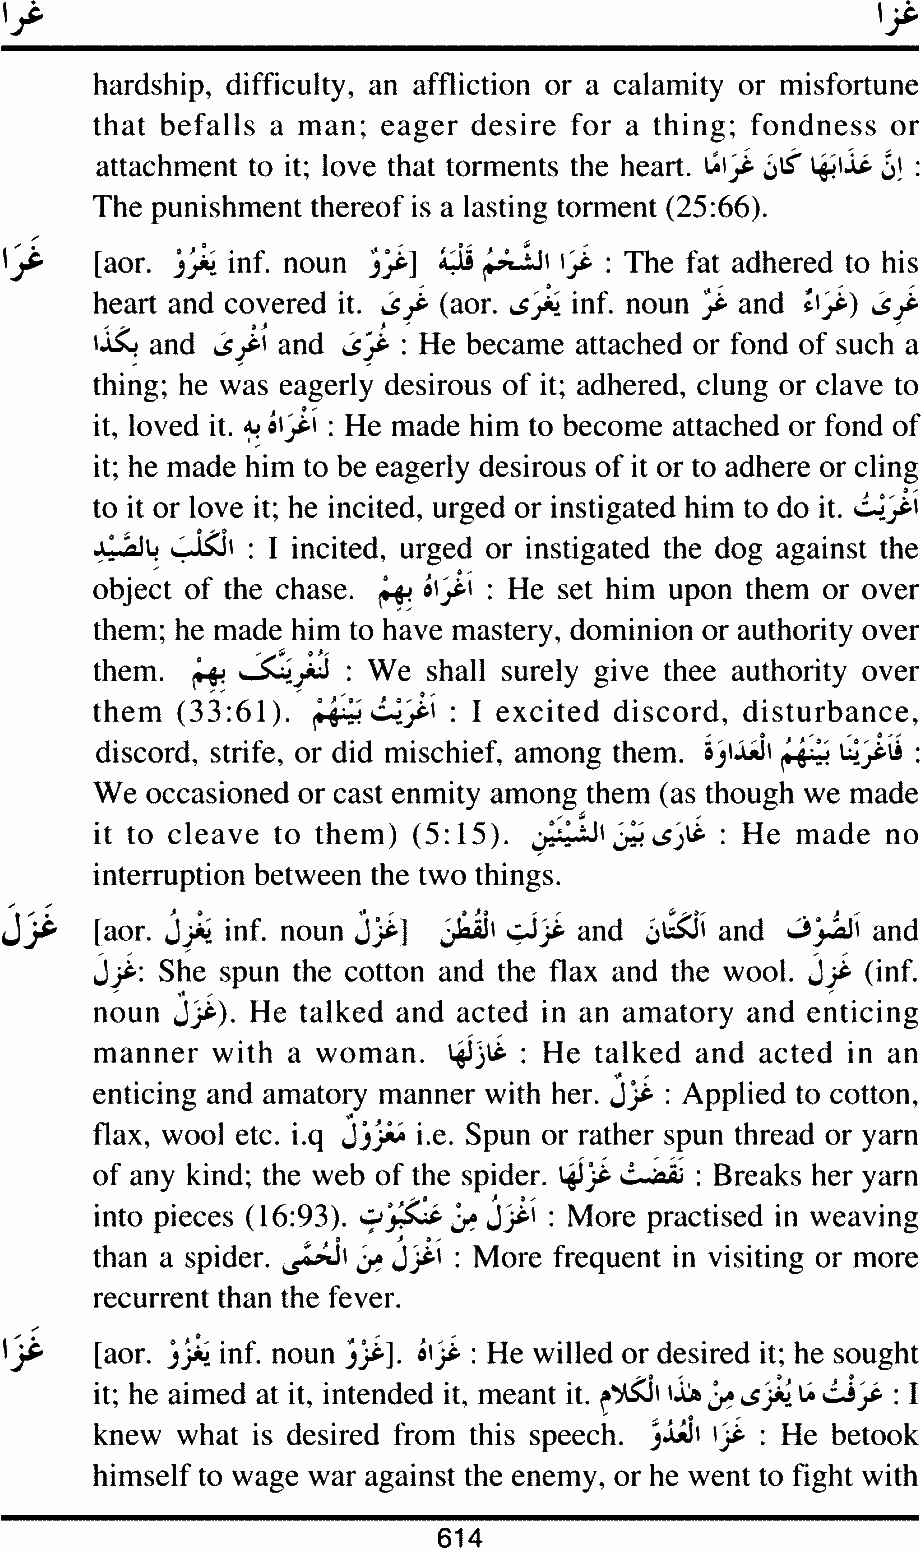 غرا غزا
hardship, difficulty, an affliction or a calamity or misfortune
that befalls a man; eager desire for a thing; fondness or
attachment to it; love that torments the heart. اِنَّ عَذَابَهَا كَانَ غَرَامًا :
The punishment thereof is a lasting torment (25:66).
غَرَا [aor. يَغْرُوْ inf. noun غَرْوٌ] غَرَا الشَّحْمُ قَلْبَهُ : The fat adhered to his
heart and covered it. غَرِىَ (aor. يَغْرَى inf. noun غَرٌ and غَرَاءٌ) غَرِىَ
بِكَذَا and اُغْرِىَ and غُرِّىَ : He became attached or fond of such a
thing; he was eagerly desirous of it; adhered, clung or clave to
it, loved it. اَغْرَاهُ بِهِ : He made him to become attached or fond of
it; he made him to be eagerly desirous of it or to adhere or cling
to it or love it; he incited, urged or instigated him to do it. اَغْرَيْتُ
الْكَلْبَ بِالصَّيْدِ : I incited, urged or instigated the dog against the
object of the chase. اَغْرَاهُ بِهِمْ : He set him upon them or over
them; he made him to have mastery, dominion or authority over
them. لَنُغْرِيَنَّكَ بِهِمْ : We shall surely give thee authority over
them (33:61). اَغْرَيْتُ بَيْنَهُمْ : I excited discord, disturbance,
discord, strife, or did mischief, among them. فَاَغْرَيْنَا بَيْنَهُمُ الْعَدَاوَةَ :
We occasioned or cast enmity among them (as though we made
it to cleave to them) (5:15). غَارَى بَيْنَ الشَّيْئَيْنِ : He made no
interruption between the two things.
غَزَلَ [aor. يَغْزِلُ inf. noun غَزْلٌ] غَزَلَتِ الْقُطْنَ and اَلْكَتَّانَ and اَلصُّوْفَ and
غَزِلَ: She spun the cotton and the flax and the wool. غَزِلَ (inf.
noun غَزَلٌ). He talked and acted in an amatory and enticing
manner with a woman. غَازَلَهَا : He talked and acted in an
enticing and amatory manner with her. غَزْلٌ : Applied to cotton,
flax, wool etc. i.q مَغْزُوْلٌ i.e. Spun or rather spun thread or yarn
of any kind; the web of the spider. نَقَضَتْ غَزْلَهَا : Breaks her yarn
into pieces (16:93). اَغْزَلُ مِنْ عَنْكَبُوْتٍ : More practised in weaving
than a spider. اَغْزَلُ مِنَ الْحُمَّى : More frequent in visiting or more
recurrent than the fever.
غَزَا [aor. يَغْزُوْ inf. noun غَزْوٌ]. غَزَاهُ : He willed or desired it; he sought
it; he aimed at it, intended it, meant it. عَرَفْتُ مَا يُغْزَى مِنْ هٰذَا الْكَلَامِ : I
knew what is desired from this speech. غَزَا الْعَدُوَّ : He betook
himself to wage war against the enemy, or he went to fight with
614